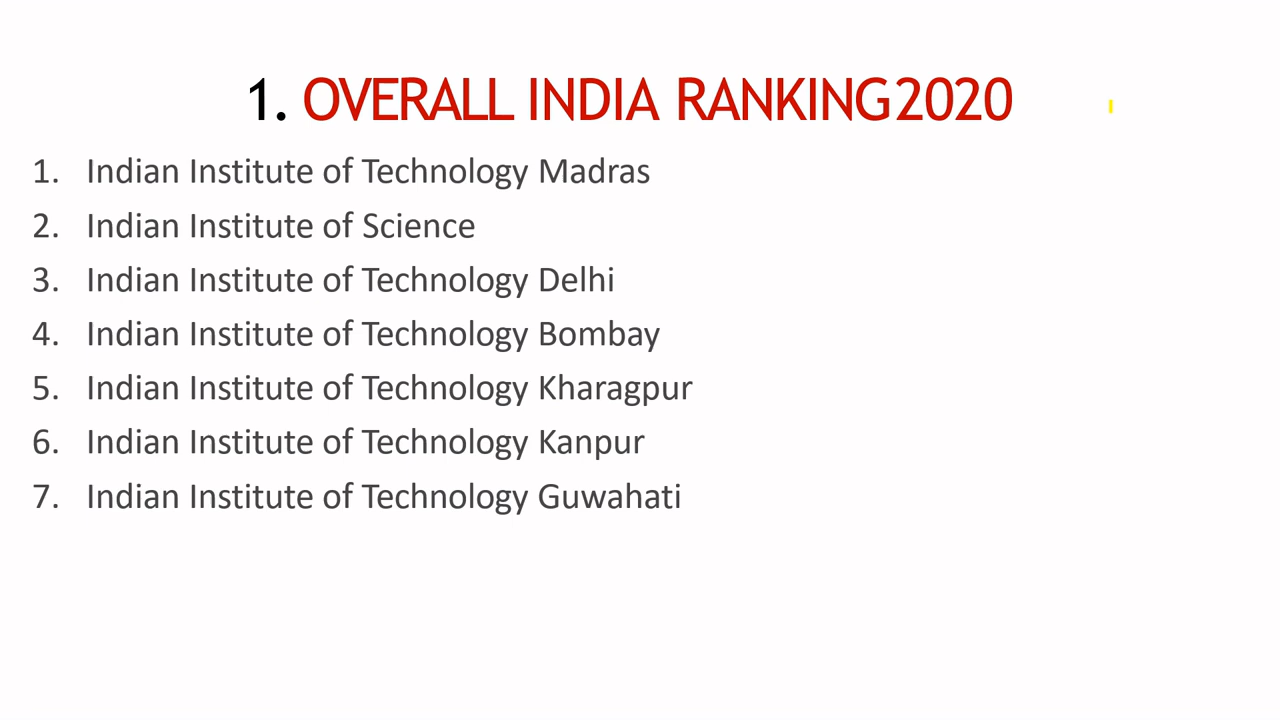 1. OVERALL INDIA RANKING2020
1. Indian Institute of Technology Madras
2. Indian Institute of Science
3. Indian Institute of Technology Delhi
4. Indian Institute of Technology Bombay
5. Indian Institute of Technology Kharagpur
6. Indian Institute of Technology Kanpur
7. Indian Institute of Technology Guwahati